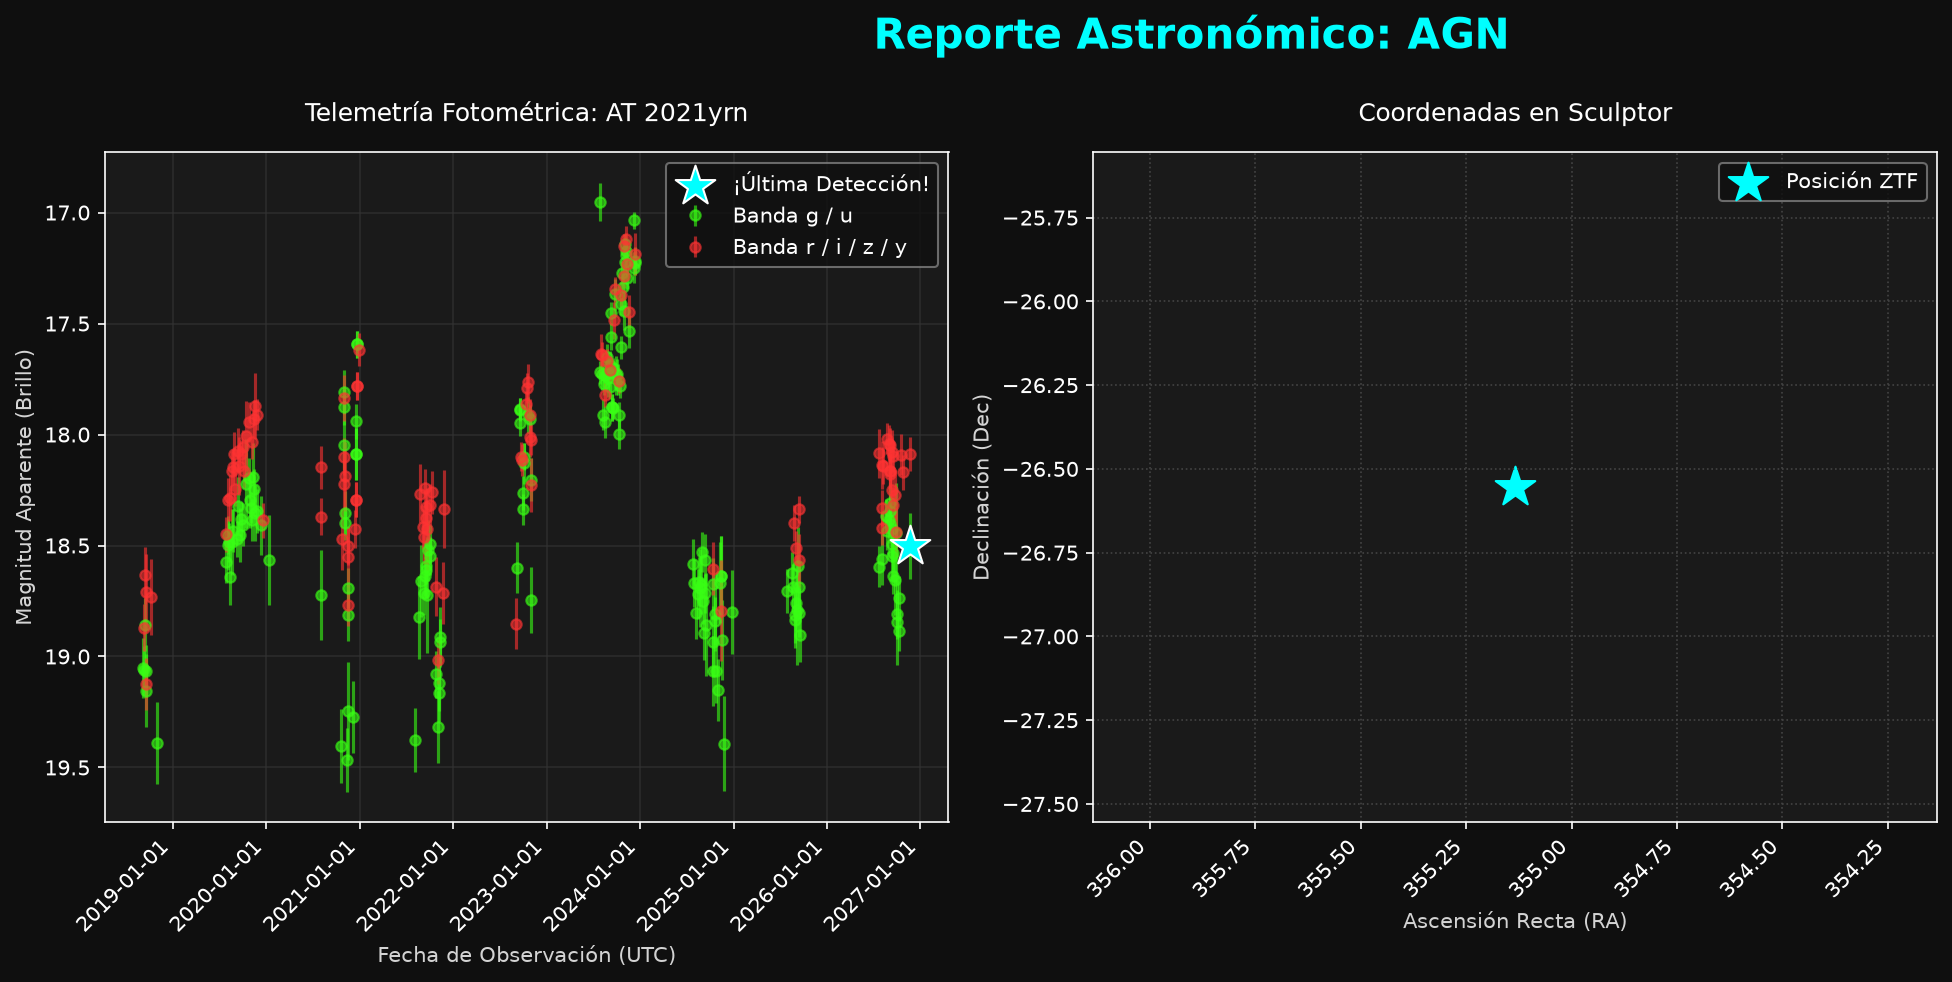 Reporte Astronómico: AGN
Telemetría Fotométrica: AT 2021yrn
¡Última Detección!
Banda g / u
Banda r / i / z / y
Magnitud Aparente (Brillo)
17.0
17.5
18.0
18.5
19.0
19.5
2019-01-01
2020-01-01
2021-01-01
2022-01-01
2023-01-01
2024-01-01
2025-01-01
2026-01-01
2027-01-01
Fecha de Observación (UTC)
Coordenadas en Sculptor
Posición ZTF
Declinación (Dec)
−25.75
−26.00
−26.25
−26.50
−26.75
−27.00
−27.25
−27.50
356.00
355.75
355.50
355.25
355.00
354.75
354.50
354.25
Ascensión Recta (RA)